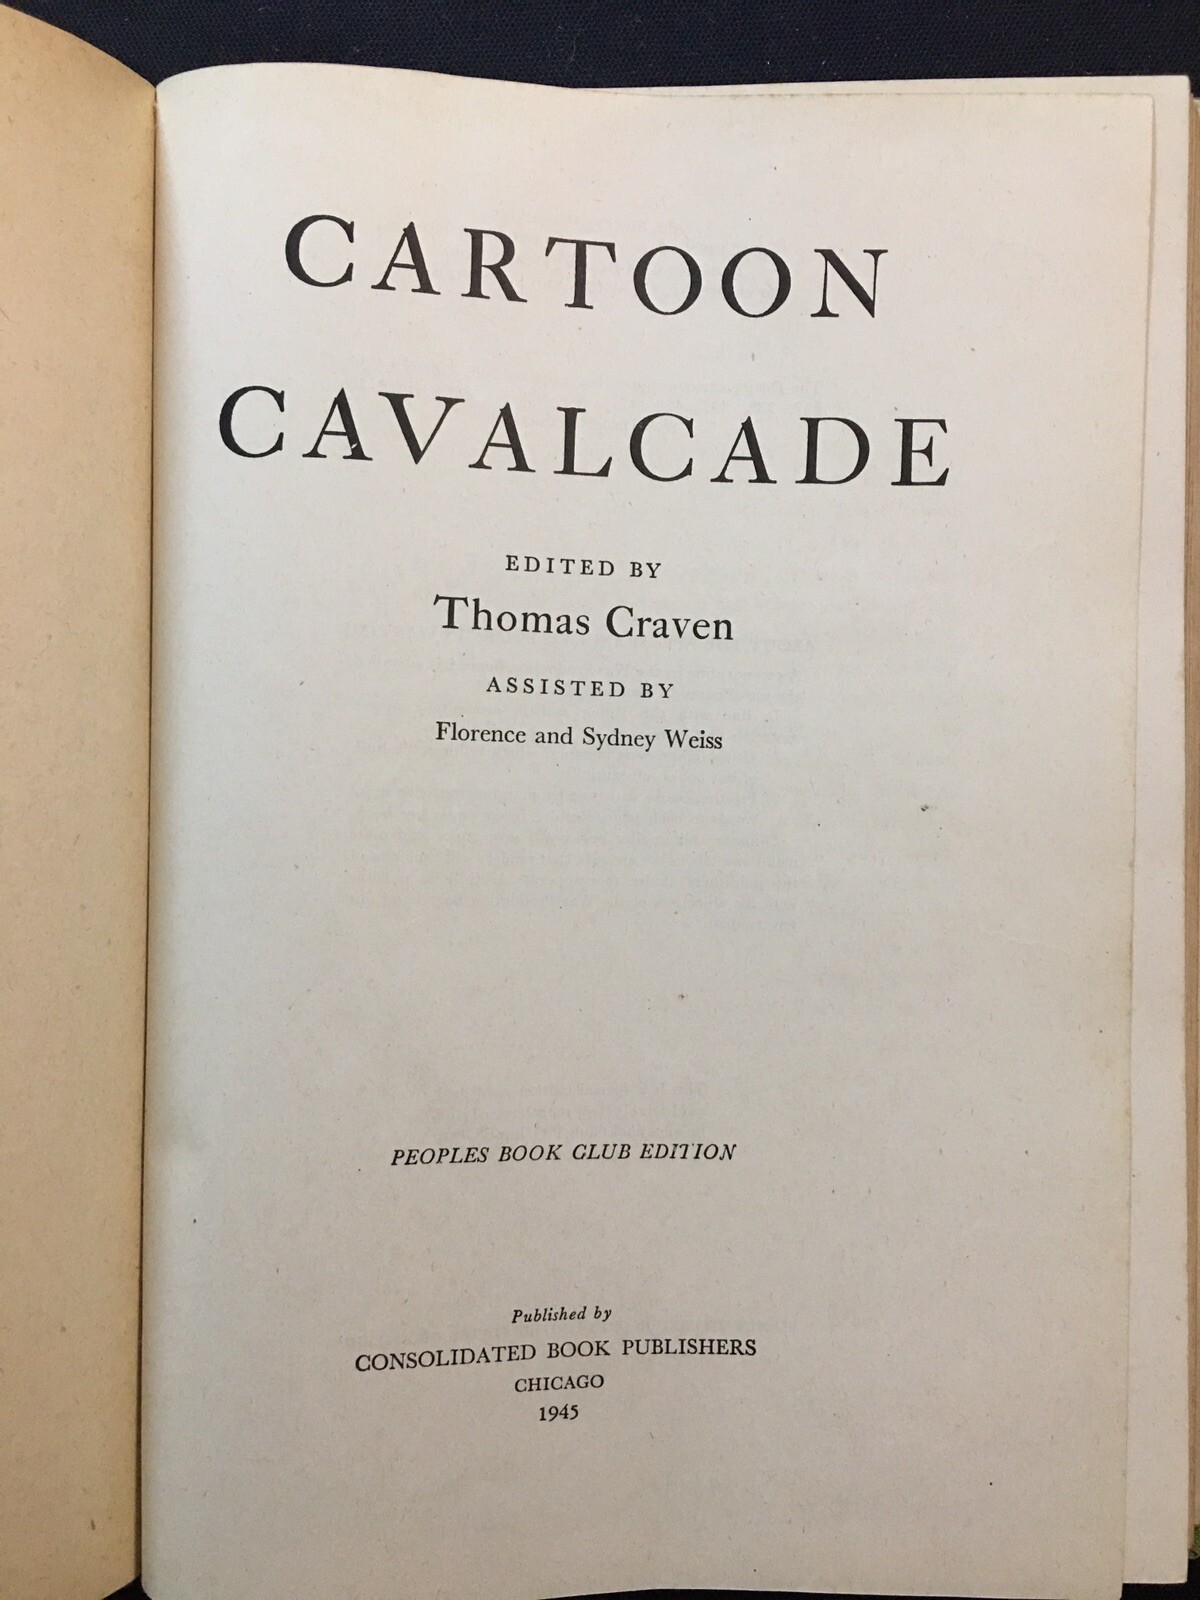 CARTOON
CAVALCADE
EDITED BY
Thomas Craven
ASSISTED BY
Florence and Sydney Weiss
PEOPLES BOOK CLUB EDITION
Published by
CONSOLIDATED BOOK PUBLISHERS
CHICAGO
1945